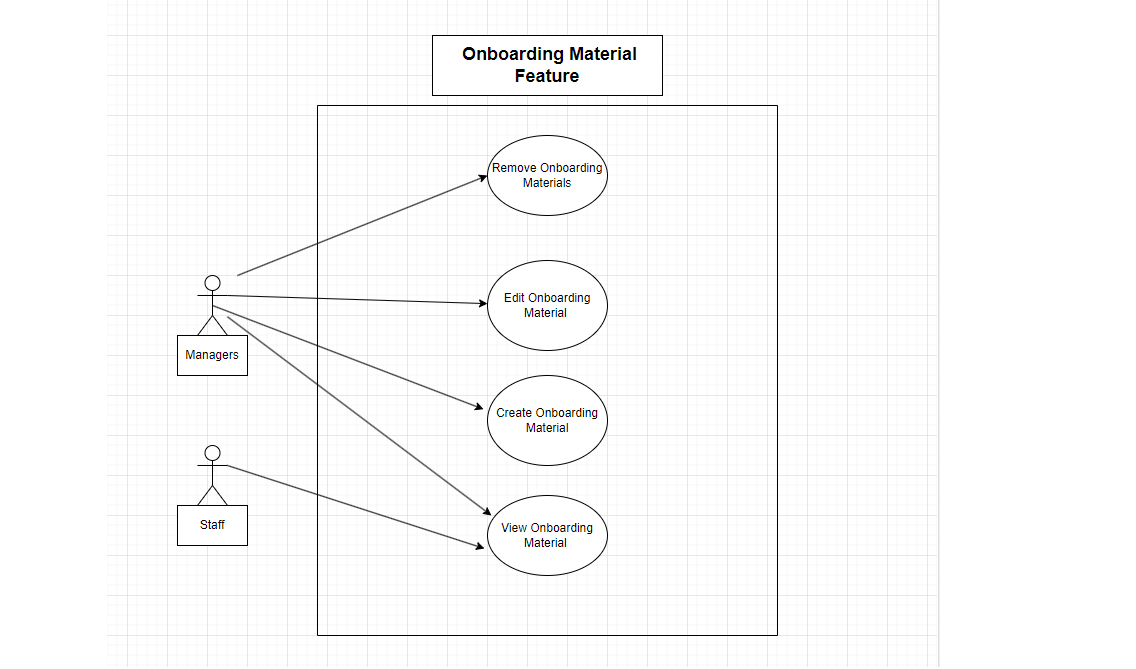 Onboarding Material
Feature
Remove Onboarding
Materials
Edit Onboarding
Material
Managers
Create Onboarding
Material
Staff
View Onboarding
Material